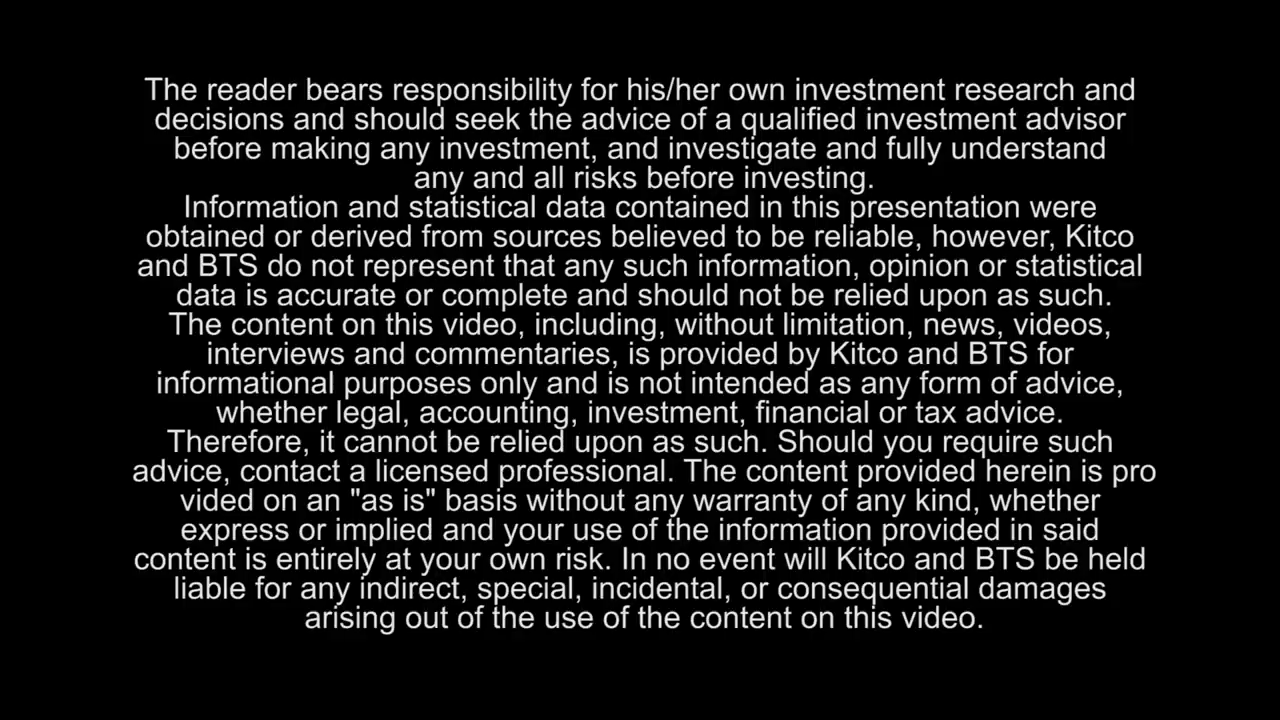 The reader bears responsibility for his/her own investment research and
decisions and should seek the advice of a qualified investment advisor
before making any investment, and investigate and fully understand
any and all risks before investing.
Information and statistical data contained in this presentation were
obtained or derived from sources believed to be reliable, however, Kitco
and BTS do not represent that any such information, opinion or statistical
data is accurate or complete and should not be relied upon as such.
The content on this video, including, without limitation, news, videos,
interviews and commentaries, is provided by Kitco and BTS for
informational purposes only and is not intended as any form of advice,
whether legal, accounting, investment, financial or tax advice.
Therefore, it cannot be relied upon as such. Should you require such
advice, contact a licensed professional. The content provided herein is pro
vided on an "as is" basis without any warranty of any kind, whether
express or implied and your use of the information provided in said
content is entirely at your own risk. In no event will Kitco and BTS be held
liable for any indirect, special, incidental, or consequential damages
arising out of the use of the content on this video.